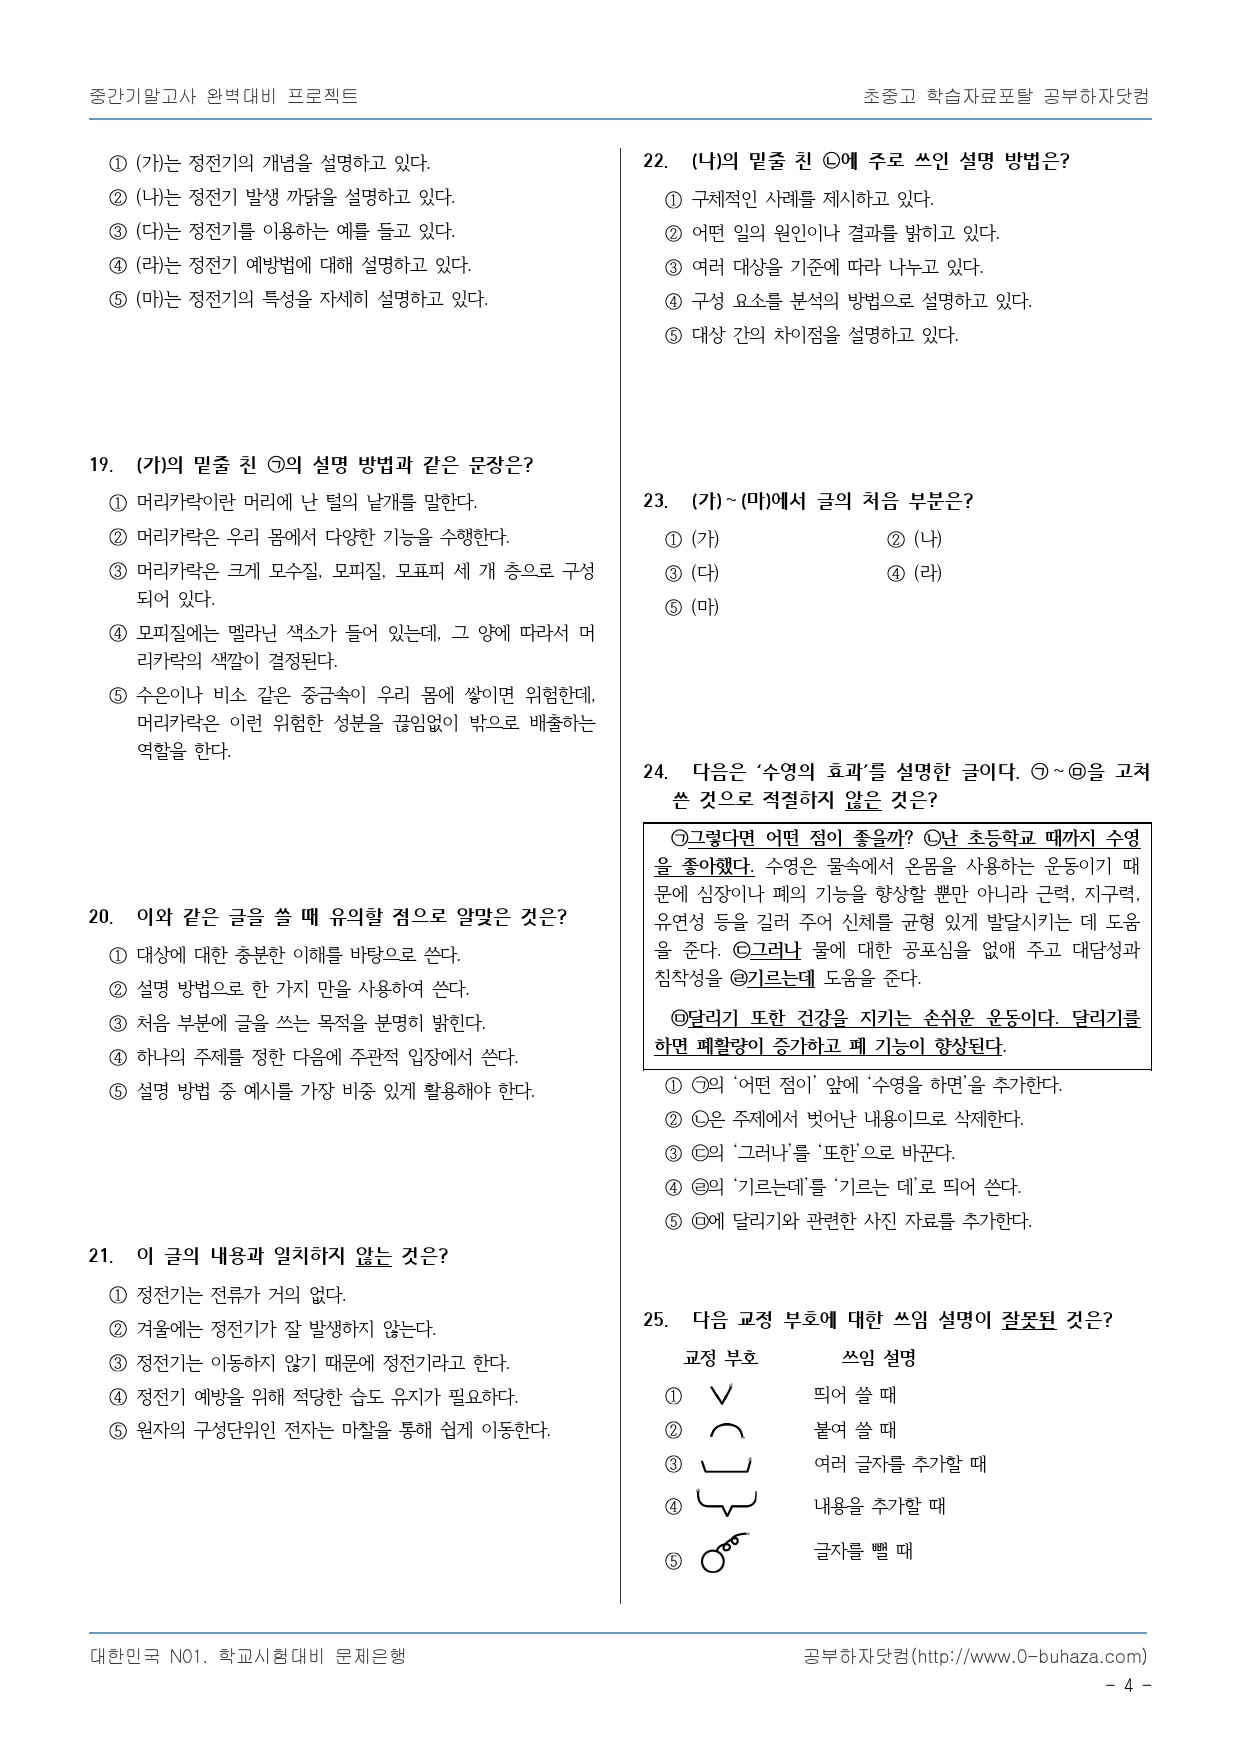 중간기말고사 완벽대비 프로젝트
초중고 학습자료포탈 공부하자닷컴
① (가)는 정전기의 개념을 설명하고 있다.
② (나)는 정전기 발생 까닭을 설명하고 있다.
③ (다)는 정전기를 이용하는 예를 들고 있다.
④ (라)는 정전기 예방법에 대해 설명하고 있다.
⑤ (마)는 정전기의 특성을 자세히 설명하고 있다.
19. (가)의 밑줄 친 ㉠의 설명 방법과 같은 문장은?
① 머리카락이란 머리에 난 털의 낱개를 말한다.
② 머리카락은 우리 몸에서 다양한 기능을 수행한다.
③ 머리카락은 크게 모수질, 모피질, 모표피 세 개 층으로 구성
되어 있다.
④ 모피질에는 멜라닌 색소가 들어 있는데, 그 양에 따라서 머
리카락의 색깔이 결정된다.
⑤ 수은이나 비소 같은 중금속이 우리 몸에 쌓이면 위험한데,
머리카락은 이런 위험한 성분을 끊임없이 밖으로 배출하는
역할을 한다.
20. 이와 같은 글을 쓸 때 유의할 점으로 알맞은 것은?
① 대상에 대한 충분한 이해를 바탕으로 쓴다.
② 설명 방법으로 한 가지 만을 사용하여 쓴다.
③ 처음 부분에 글을 쓰는 목적을 분명히 밝힌다.
④ 하나의 주제를 정한 다음에 주관적 입장에서 쓴다.
⑤ 설명 방법 중 예시를 가장 비중 있게 활용해야 한다.
21. 이 글의 내용과 일치하지 않는 것은?
① 정전기는 전류가 거의 없다.
② 겨울에는 정전기가 잘 발생하지 않는다.
③ 정전기는 이동하지 않기 때문에 정전기라고 한다.
④ 정전기 예방을 위해 적당한 습도 유지가 필요하다.
⑤ 원자의 구성단위인 전자는 마찰을 통해 쉽게 이동한다.
22. (나)의 밑줄 친 ㉡에 주로 쓰인 설명 방법은?
① 구체적인 사례를 제시하고 있다.
② 어떤 일의 원인이나 결과를 밝히고 있다.
③ 여러 대상을 기준에 따라 나누고 있다.
④ 구성 요소를 분석의 방법으로 설명하고 있다.
⑤ 대상 간의 차이점을 설명하고 있다.
23. (가)~(마)에서 글의 처음 부분은?
① (가) ② (나)
③ (다) ④ (라)
⑤ (마)
24. 다음은 ‘수영의 효과’를 설명한 글이다. ㉠~㉤을 고쳐
쓴 것으로 적절하지 않은 것은?
㉠그렇다면 어떤 점이 좋을까? ㉡난 초등학교 때까지 수영
을 좋아했다. 수영은 물속에서 온몸을 사용하는 운동이기 때
문에 심장이나 폐의 기능을 향상할 뿐만 아니라 근력, 지구력,
유연성 등을 길러 주어 신체를 균형 있게 발달시키는 데 도움
을 준다. ㉢그러나 물에 대한 공포심을 없애 주고 대담성과
침착성을 ㉣기르는데 도움을 준다.
㉤달리기 또한 건강을 지키는 손쉬운 운동이다. 달리기를
하면 폐활량이 증가하고 폐 기능이 향상된다.
① ㉠의 ‘어떤 점이’ 앞에 ‘수영을 하면’을 추가한다.
② ㉡은 주제에서 벗어난 내용이므로 삭제한다.
③ ㉢의 ‘그러나’를 ‘또한’으로 바꾼다.
④ ㉣의 ‘기르는데’를 ‘기르는 데’로 띄어 쓴다.
⑤ ㉤에 달리기와 관련한 사진 자료를 추가한다.
25. 다음 교정 부호에 대한 쓰임 설명이 잘못된 것은?
교정 부호 쓰임 설명
① 띄어 쓸 때
② 붙여 쓸 때
③ 여러 글자를 추가할 때
④ 내용을 추가할 때
⑤ 글자를 뺄 때
대한민국 N01. 학교시험대비 문제은행
공부하자닷컴(http://www.0-buhaza.com)
- 4 -